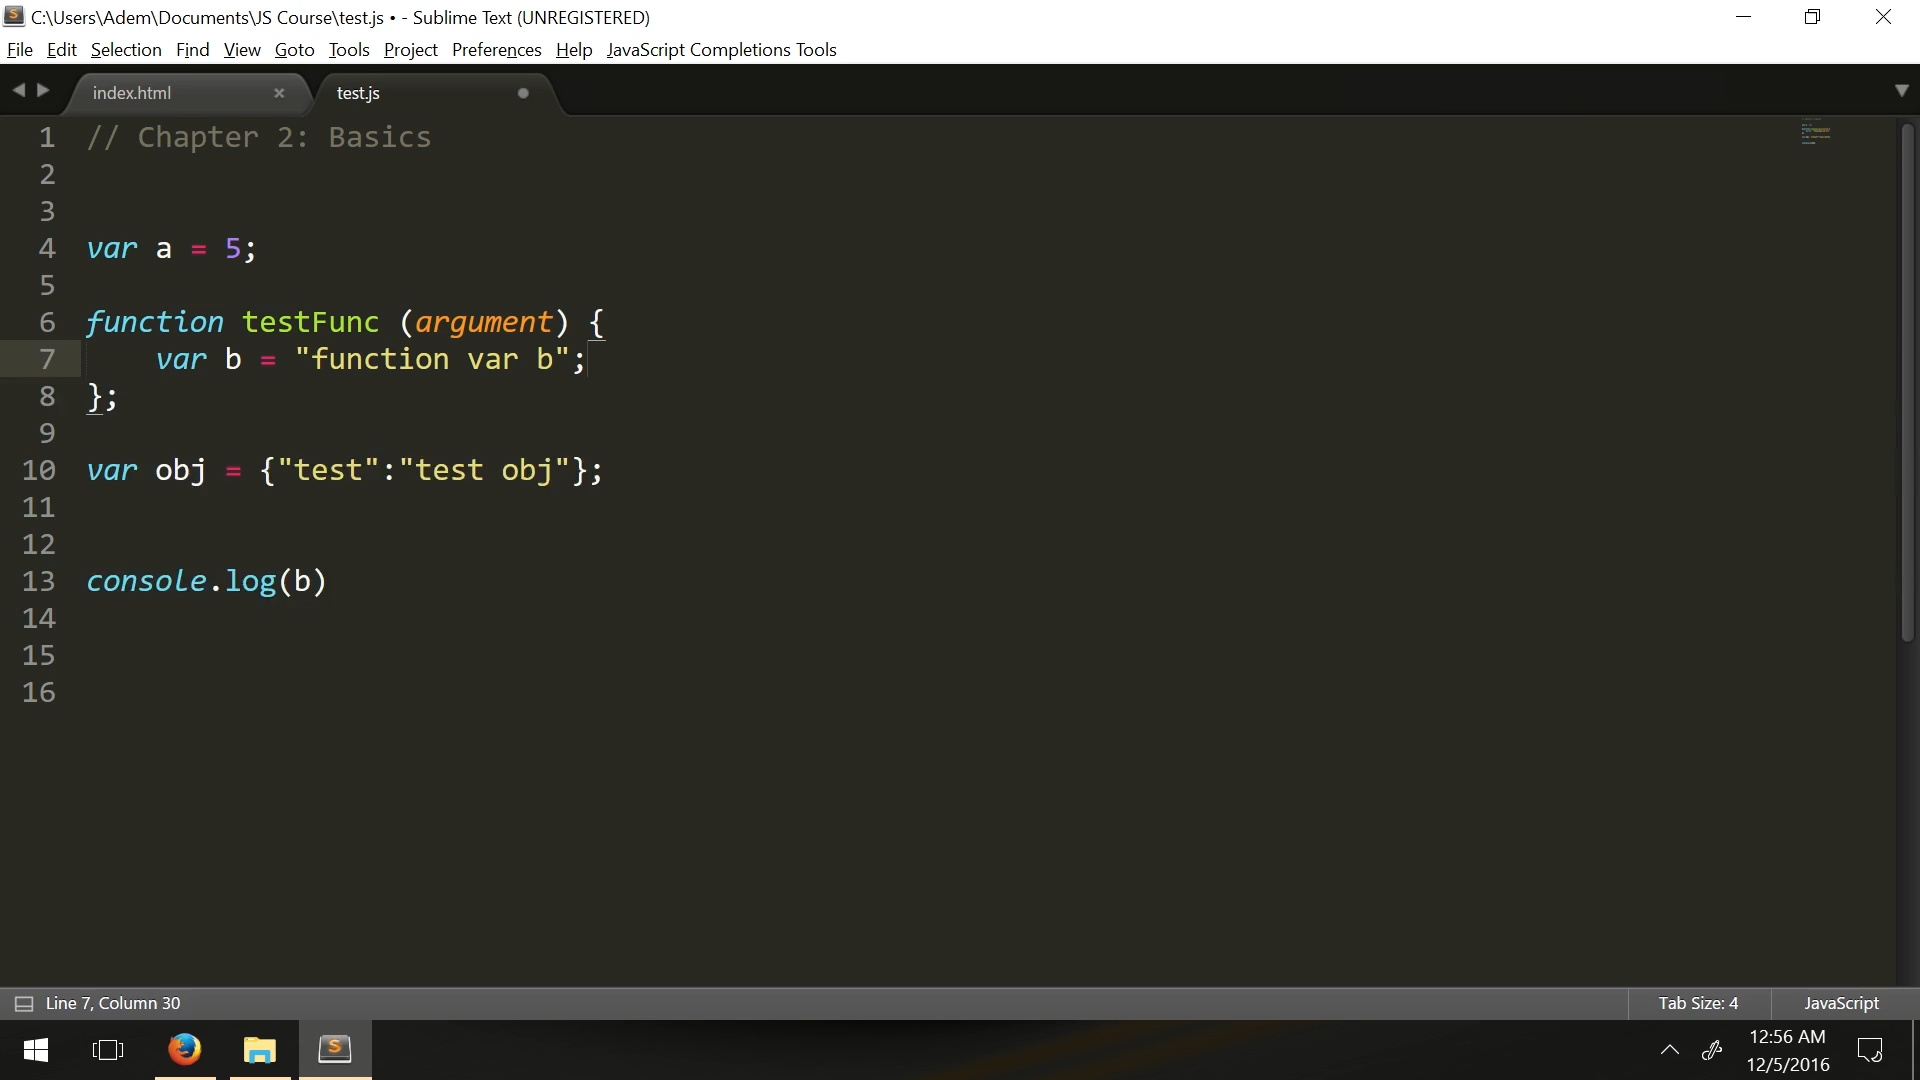 C:\Users\Adem\Documents\JS Course\test.js • - Sublime Text (UNREGISTERED)
File Edit Selection Find View Goto Tools Project Preferences Help JavaScript Completions Tools
index.html × test.js
1 // Chapter 2: Basics
2
3
4 var a = 5;
5
6 function testFunc (argument) {
7 var b = "function var b";
8 };
9
10 var obj = {"test":"test obj"};
11
12
13 console.log(b)
14
15
16
Line 7, Column 30 Tab Size: 4 JavaScript
12:56 AM
12/5/2016